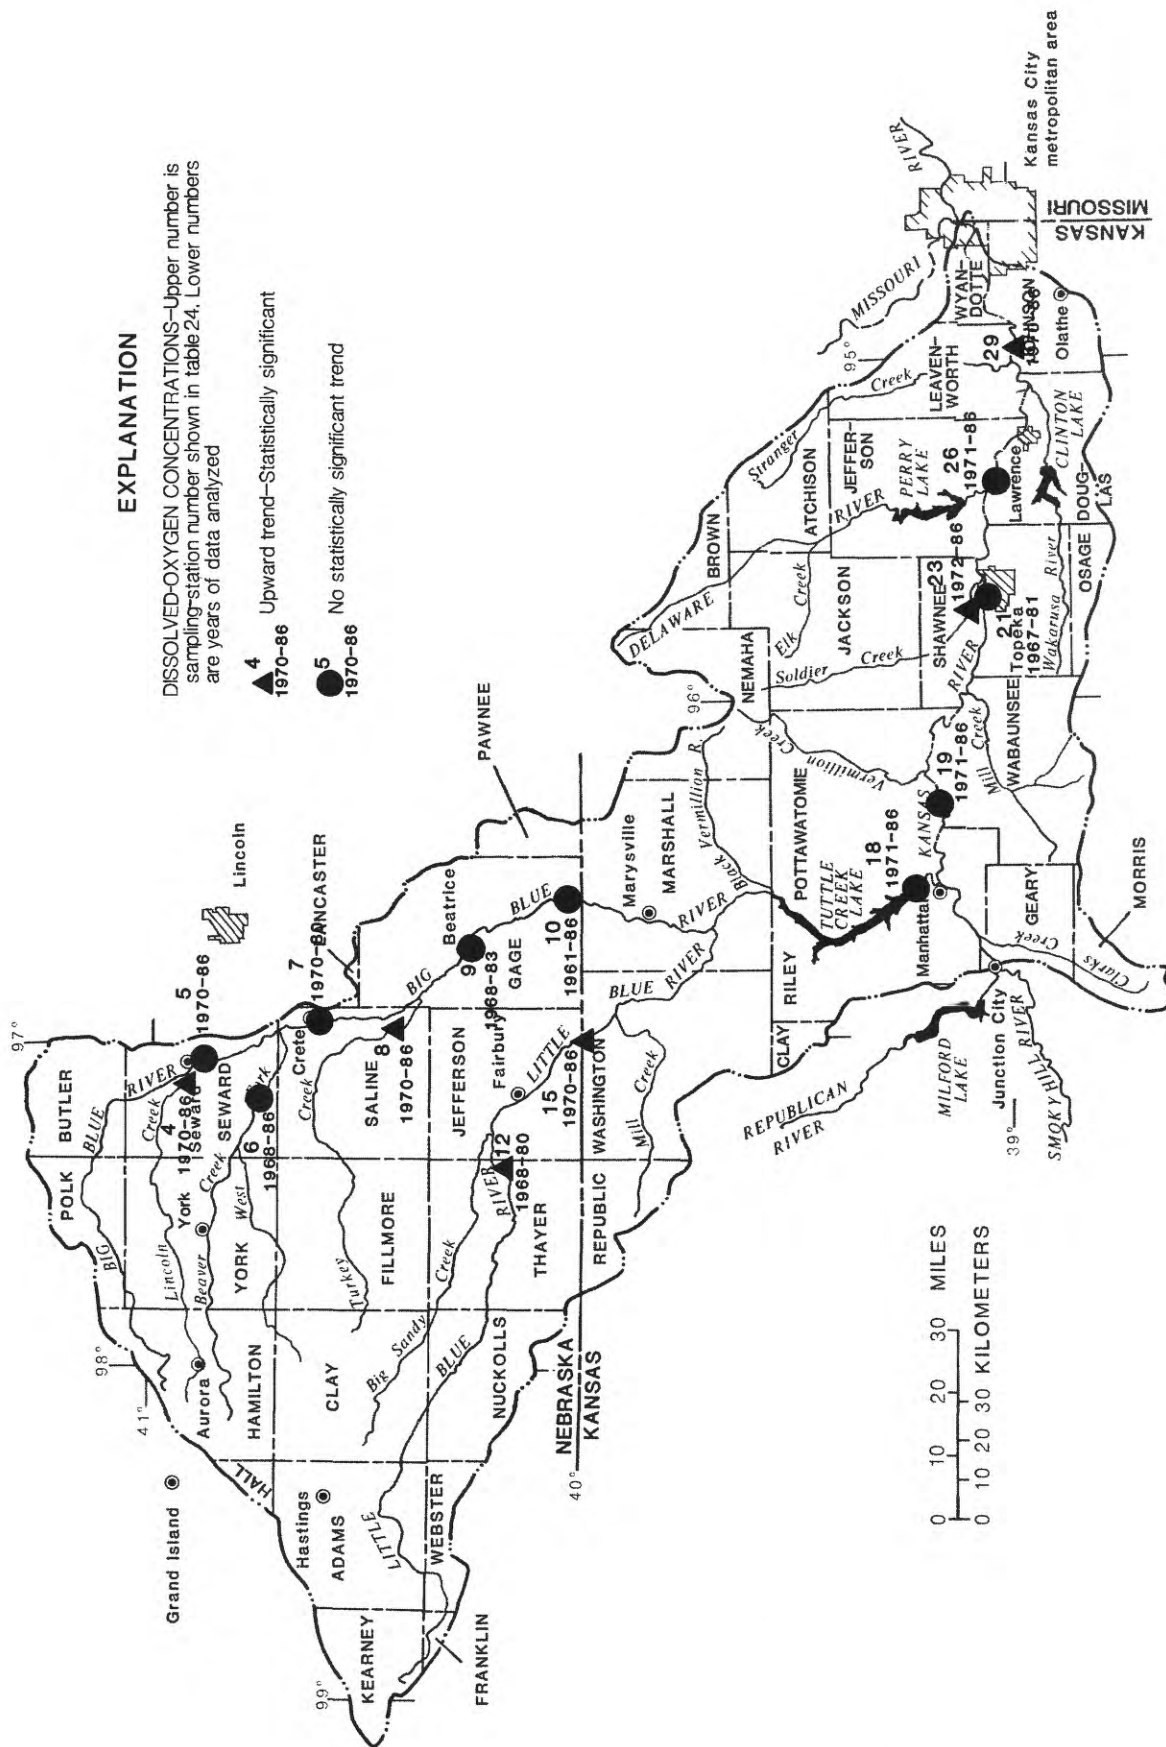 EXPLANATION
DISSOLVED-OXYGEN CONCENTRATIONS-Upper number is
sampling-station number shown in table 24. Lower numbers
are years of data analyzed
4
1970-86
Upward trend-Statistically significant
5
1970-86
No statistically significant trend
99°
98°
97°
41°
40°
96°
95°
39°
Grand Island
HALL
KEARNEY
FRANKLIN
Hastings
ADAMS
WEBSTER
LITTLE
BLUE
RIVER
Aurora
HAMILTON
CLAY
NUCKOLLS
Big Sandy
Creek
POLK
BUTLER
BIG
BLUE
RIVER
Lincoln
Creek
York
Beaver
Creek
YORK
West
Turkey
Creek
FILLMORE
THAYER
Seward
SEWARD
4
1970-86
5
1970-86
6
1968-86
Crete
7
LANCASTER
Lincoln
SALINE
8
1970-86
JEFFERSON
Fairbury
12
1968-80
LITTLE
15
1970-86
BLUE
RIVER
Beatrice
9
1968-83
GAGE
BIG
BLUE
RIVER
10
1961-86
PAWNEE
NEBRASKA
KANSAS
REPUBLIC
WASHINGTON
Mill
Creek
Marysville
MARSHALL
Black
Vermillion R.
NEMAHA
CLAY
RILEY
POTTAWATOMIE
TUTTLE
CREEK
LAKE
Vermillion
Creek
18
1971-86
Manhattan
KANSAS
RIVER
19
1971-86
REPUBLICAN
RIVER
MILFORD
LAKE
Junction City
SMOKY HILL RIVER
GEARY
Clarks
Creek
MORRIS
Mill
Creek
WABAUNSEE
BROWN
DELAWARE
RIVER
Elk
Creek
JACKSON
Soldier
Creek
SHAWNEE
23
1972-86
21
Topeka
1967-81
Wakarusa River
OSAGE
ATCHISON
JEFFER-
SON
PERRY
LAKE
26
1971-86
Lawrence
CLINTON
LAKE
DOUG-
LAS
Stranger
Creek
LEAVEN-
WORTH
29
1970-86
JOHNSON
Olathe
WYAN-
DOTTE
MISSOURI
RIVER
KANSAS
MISSOURI
Kansas City
metropolitan area
0 10 20 30 MILES
0 10 20 30 KILOMETERS